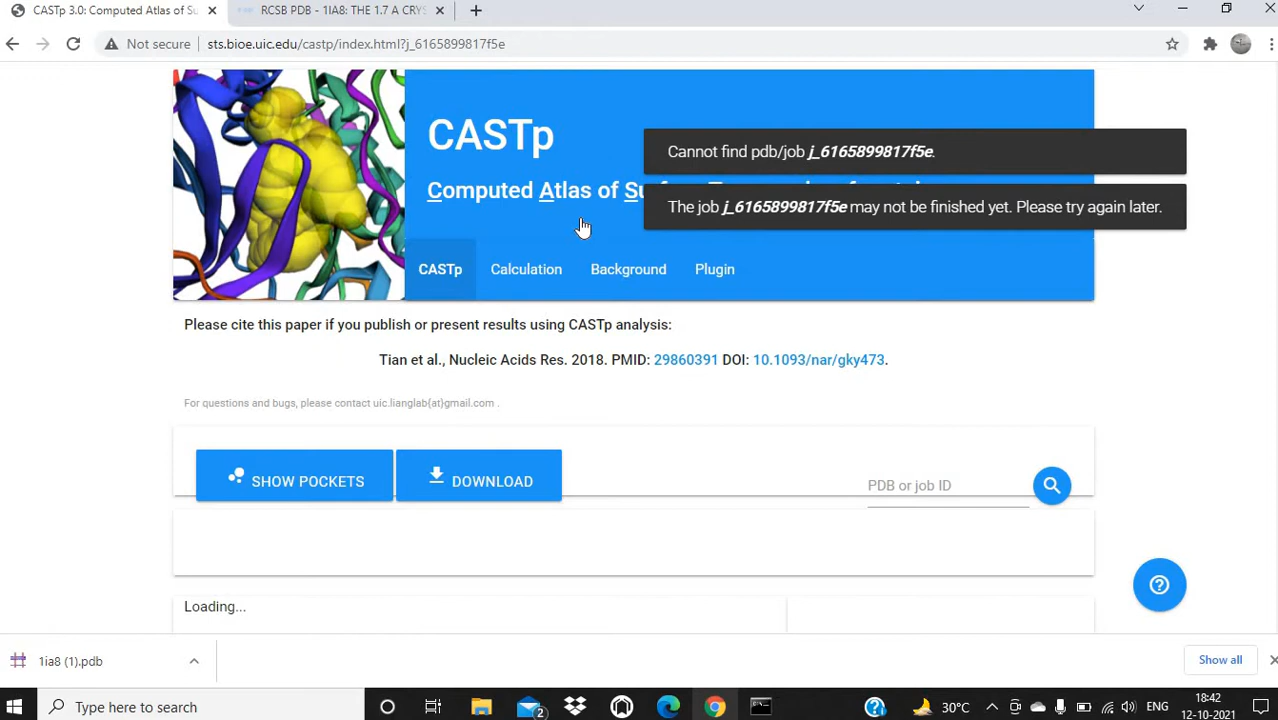 CASTp 3.0: Computed Atlas of Su
RCSB PDB - 1IA8: THE 1.7 A CRYS
Not secure
sts.bioe.uic.edu/castp/index.html?j_6165899817f5e
CASTp
Cannot find pdb/job j_6165899817f5e.
Computed Atlas of
The job j_6165899817f5e may not be finished yet. Please try again later.
CASTp Calculation Background Plugin
Please cite this paper if you publish or present results using CASTp analysis:
Tian et al., Nucleic Acids Res. 2018. PMID: 29860391 DOI: 10.1093/nar/gky473.
For questions and bugs, please contact uic.lianglab{at}gmail.com .
SHOW POCKETS
DOWNLOAD
PDB or job ID
Loading...
1ia8 (1).pdb
Show all
Type here to search
2
30°C
ENG
18:42
12-10-2021